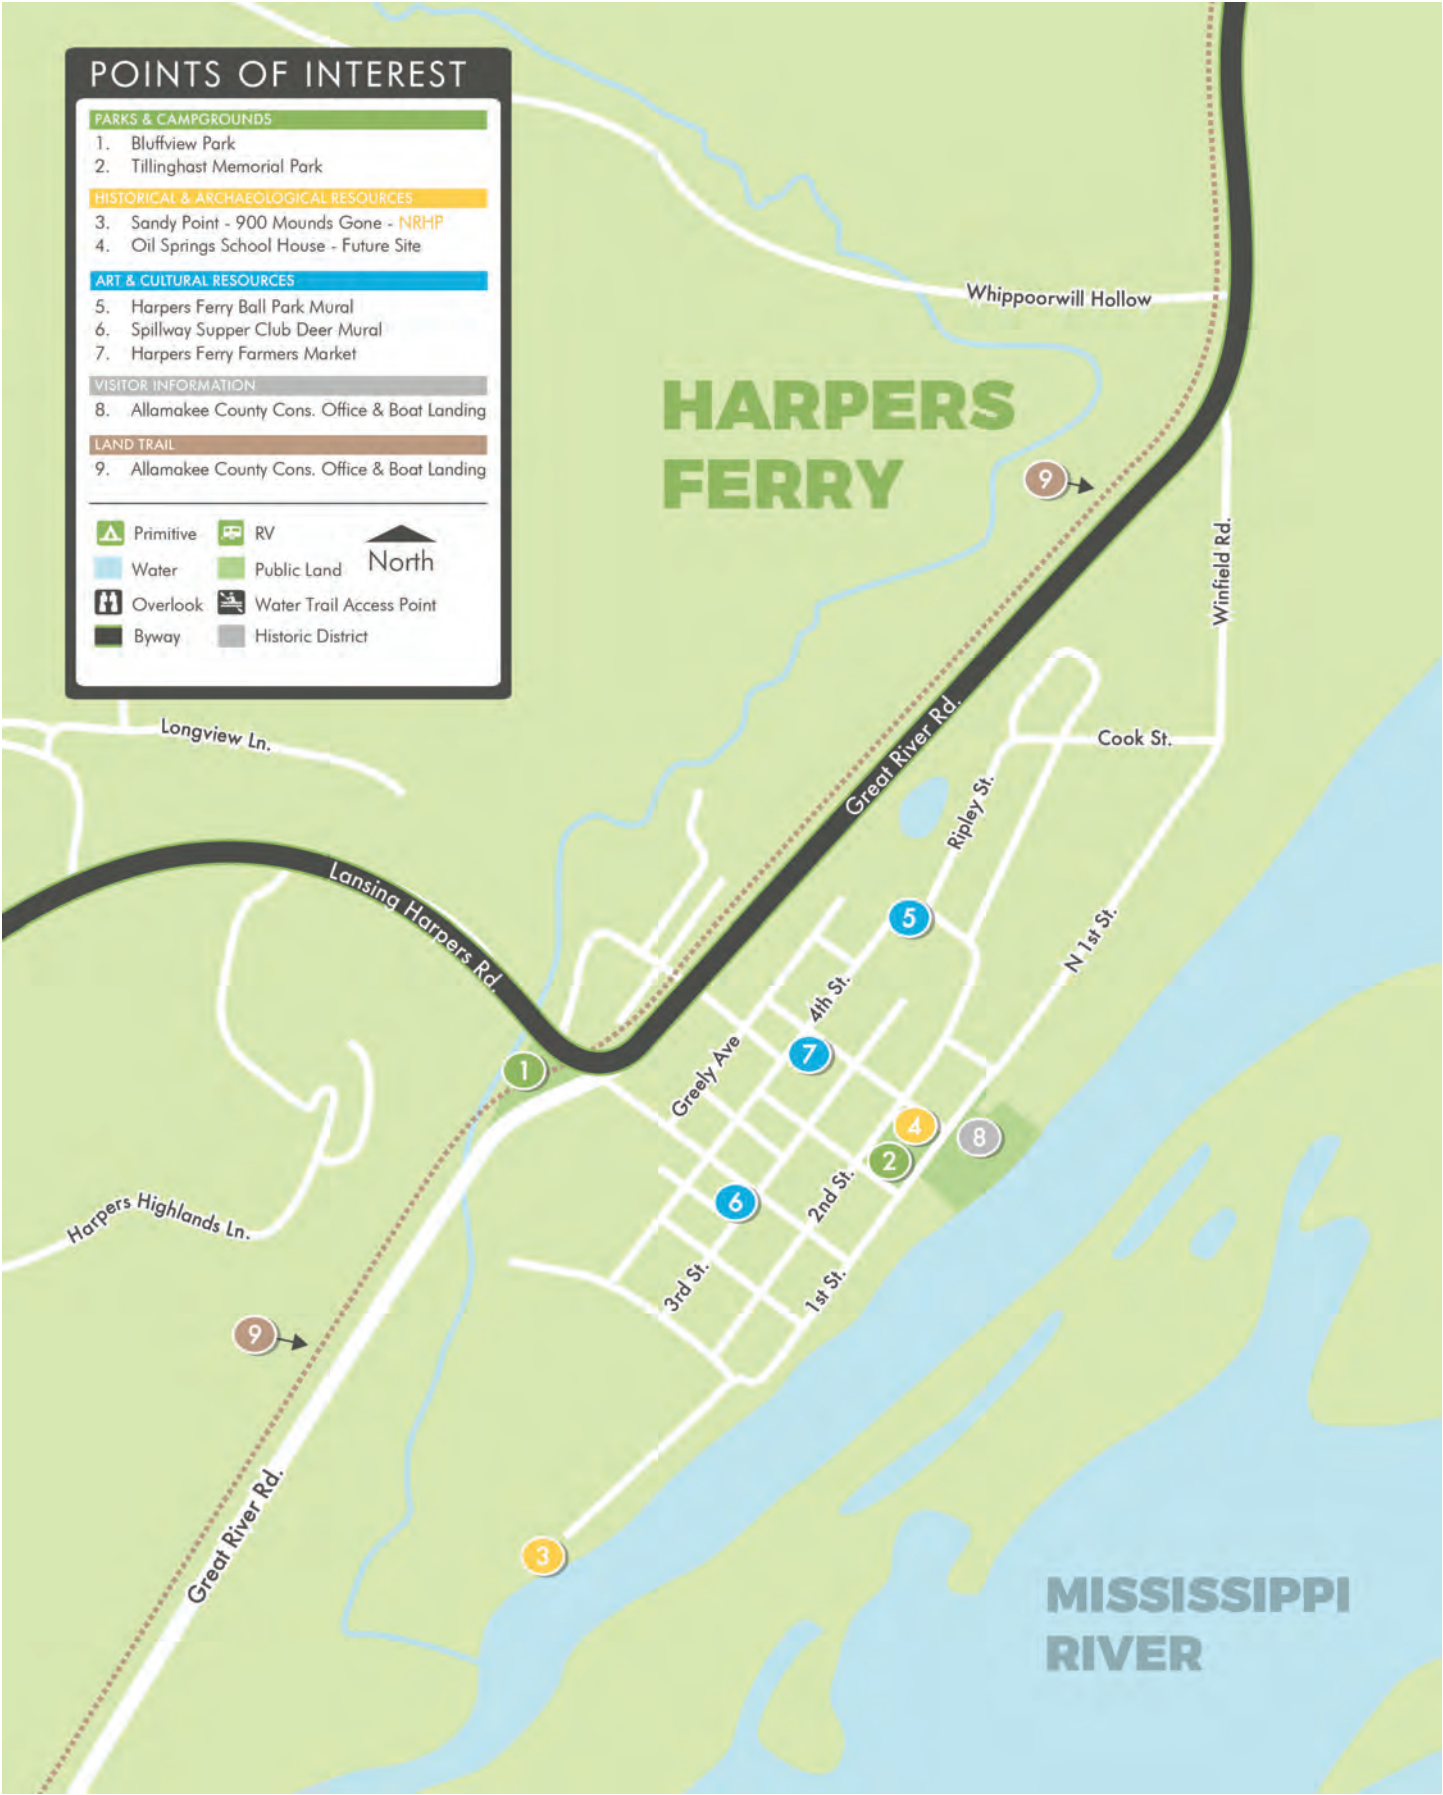 POINTS OF INTEREST
PARKS & CAMPGROUNDS
1. Bluffview Park
2. Tillinghast Memorial Park
HISTORICAL & ARCHAEOLOGICAL RESOURCES
3. Sandy Point - 900 Mounds Gone - NRHP
4. Oil Springs School House - Future Site
ART & CULTURAL RESOURCES
5. Harpers Ferry Ball Park Mural
6. Spillway Supper Club Deer Mural
7. Harpers Ferry Farmers Market
VISITOR INFORMATION
8. Allamakee County Cons. Office & Boat Landing
LAND TRAIL
9. Allamakee County Cons. Office & Boat Landing
Primitive
RV
North
Water
Public Land
Overlook
Water Trail Access Point
Byway
Historic District
Whippoorwill Hollow
HARPERS
FERRY
9
Winfield Rd.
Longview Ln.
Great River Rd.
Cook St.
Ripley St.
Lansing Harpers Rd.
5
N 1st St.
4th St.
7
1
Greely Ave
4
8
2
6
2nd St.
Harpers Highlands Ln.
3rd St.
1st St.
9
Great River Rd.
3
MISSISSIPPI
RIVER